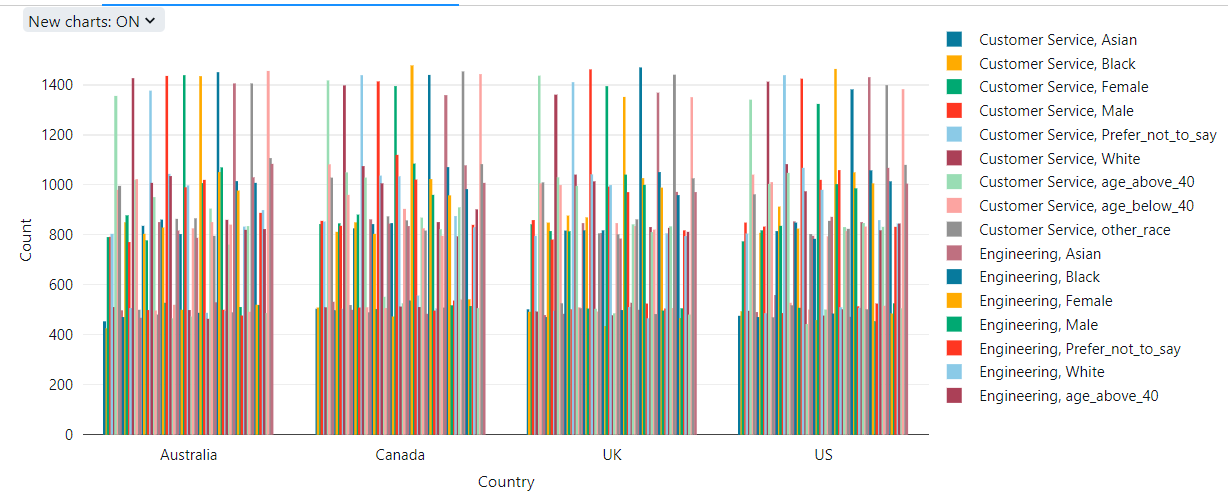 New charts: ON
Count
1400
1200
1000
800
600
400
200
0
Australia
Canada
UK
US
Country
Customer Service, Asian
Customer Service, Black
Customer Service, Female
Customer Service, Male
Customer Service, Prefer_not_to_say
Customer Service, White
Customer Service, age_above_40
Customer Service, age_below_40
Customer Service, other_race
Engineering, Asian
Engineering, Black
Engineering, Female
Engineering, Male
Engineering, Prefer_not_to_say
Engineering, White
Engineering, age_above_40